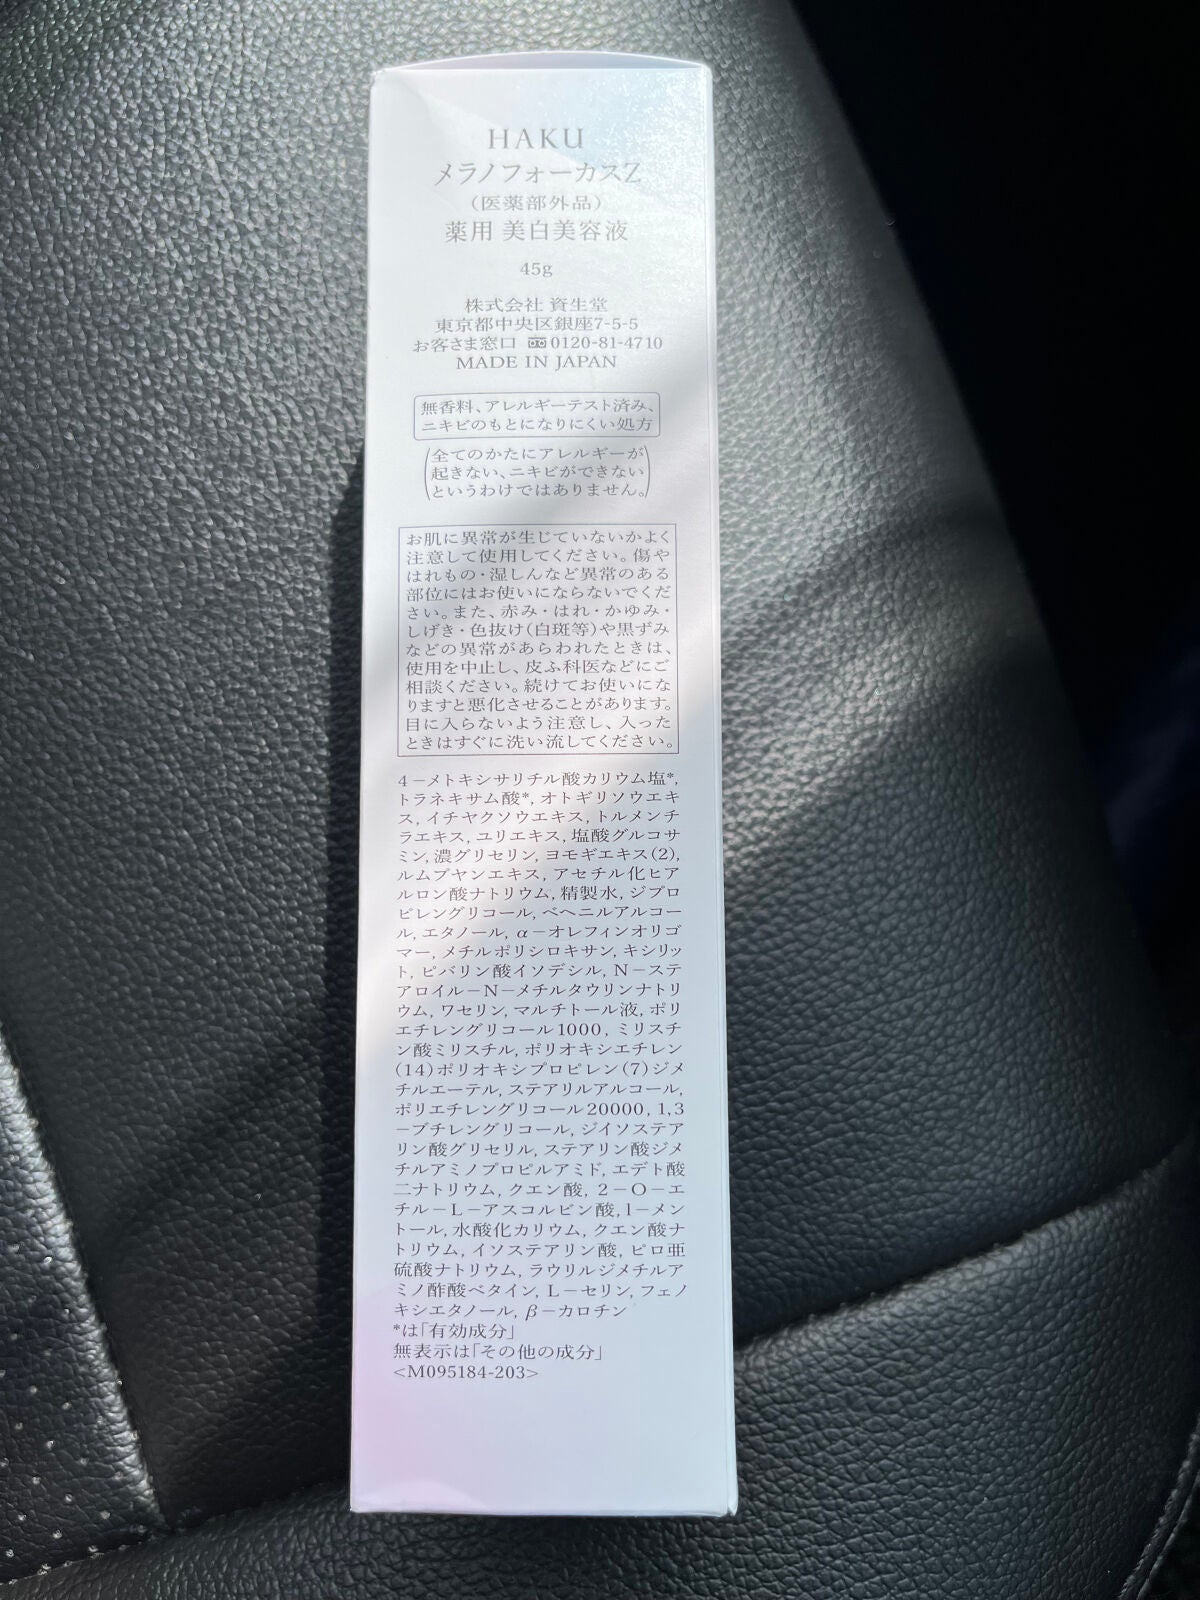 HAKU
メラノフォーカスZ
(医薬部外品)
薬用 美白美容液
45g
株式会社 資生堂
東京都中央区銀座7-5-5
お客さま窓口 0120-81-4710
MADE IN JAPAN
無香料、アレルギーテスト済み、
ニキビのもとになりにくい処方
(全てのかたにアレルギーが
起きない、ニキビができない
というわけではありません。)
お肌に異常が生じていないかよく
注意して使用してください。傷や
はれもの・湿しんなど異常のある
部位にはお使いにならないでくだ
さい。また、赤み・はれ・かゆみ・
しげき・色抜け(白斑等)や黒ずみ
などの異常があらわれたときは、
使用を中止し、皮ふ科医などにご
相談ください。続けてお使いにな
りますと悪化させることがあります。
目に入らないよう注意し、入った
ときはすぐに洗い流してください。
4-メトキシサリチル酸カリウム塩*,
トラネキサム酸*, オトギリソウエキ
ス, イチヤクソウエキス, トルメンチ
ラエキス, ユリエキス, 塩酸グルコサ
ミン, 濃グリセリン, ヨモギエキス(2),
ルムプヤンエキス, アセチル化ヒア
ルロン酸ナトリウム, 精製水, ジプロ
ピレングリコール, ベヘニルアルコー
ル, エタノール, α-オレフィンオリゴ
マー, メチルポリシロキサン, キシリッ
ト, ピバリン酸イソデシル, N-ステ
アロイル-N-メチルタウリンナトリ
ウム, ワセリン, マルチトール液, ポリ
エチレングリコール1000, ミリスチ
ン酸ミリスチル, ポリオキシエチレン
(14)ポリオキシプロピレン(7)ジメ
チルエーテル, ステアリルアルコール,
ポリエチレングリコール20000, 1,3
-ブチレングリコール, ジイソステア
リン酸グリセリル, ステアリン酸ジメ
チルアミノプロピルアミド, エデト酸
二ナトリウム, クエン酸, 2-O-エ
チル-L-アスコルビン酸, l-メン
トール, 水酸化カリウム, クエン酸ナ
トリウム, イソステアリン酸, ピロ亜
硫酸ナトリウム, ラウリルジメチルア
ミノ酢酸ベタイン, L-セリン, フェノ
キシエタノール, β-カロチン
*は「有効成分」
無表示は「その他の成分」
<M095184-203>